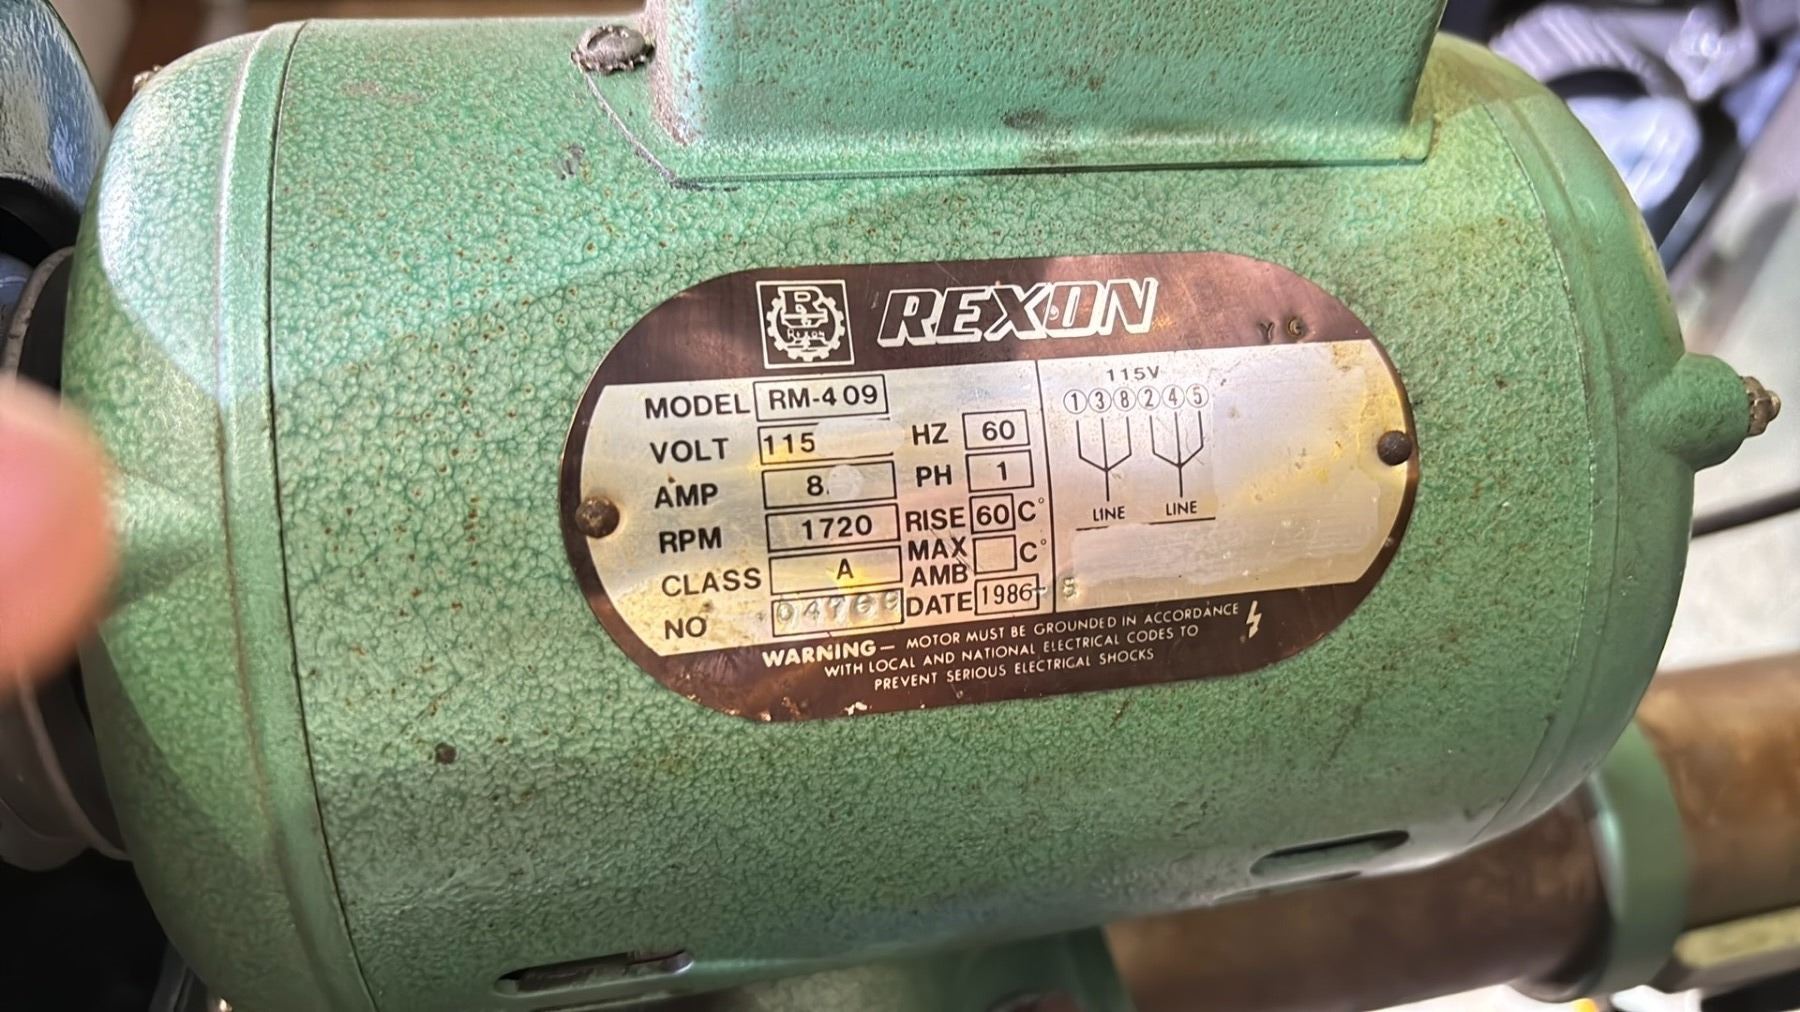 REXON
REXON
MODEL RM-409
VOLT 115 HZ 60
AMP 8. PH 1
RPM 1720 RISE 60 C°
CLASS A MAX AMB C°
NO DATE 1986
115V
① ③ ⑧ ② ④ ⑤
LINE LINE
WARNING— MOTOR MUST BE GROUNDED IN ACCORDANCE
WITH LOCAL AND NATIONAL ELECTRICAL CODES TO
PREVENT SERIOUS ELECTRICAL SHOCKS